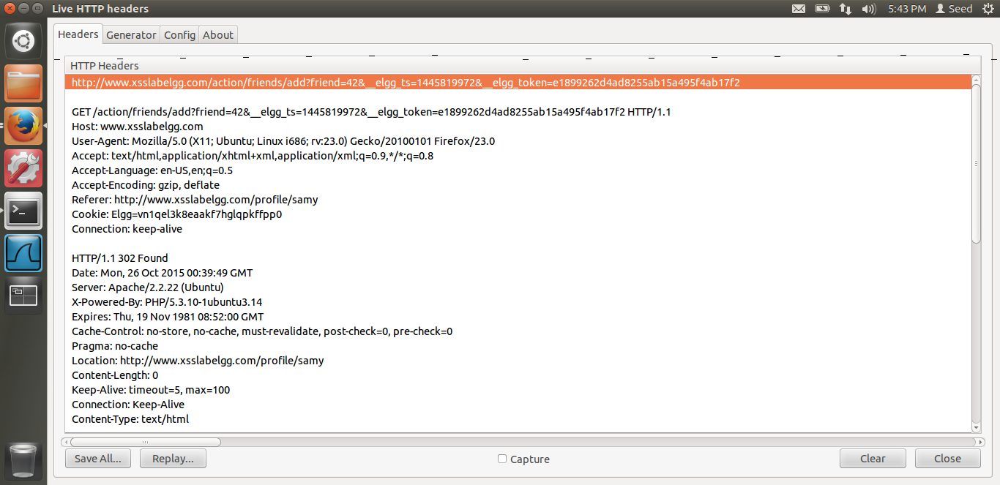 Live HTTP headers
5:43 PM
Seed
Headers
Generator
Config
About
HTTP Headers
http://www.xsslabelgg.com/action/friends/add?friend=42&__elgg_ts=1445819972&__elgg_token=e1899262d4ad8255ab15a495f4ab17f2
GET /action/friends/add?friend=42&__elgg_ts=1445819972&__elgg_token=e1899262d4ad8255ab15a495f4ab17f2 HTTP/1.1
Host: www.xsslabelgg.com
User-Agent: Mozilla/5.0 (X11; Ubuntu; Linux i686; rv:23.0) Gecko/20100101 Firefox/23.0
Accept: text/html,application/xhtml+xml,application/xml;q=0.9,*/*;q=0.8
Accept-Language: en-US,en;q=0.5
Accept-Encoding: gzip, deflate
Referer: http://www.xsslabelgg.com/profile/samy
Cookie: Elgg=vn1qel3k8eaakf7hglqpkffpp0
Connection: keep-alive
HTTP/1.1 302 Found
Date: Mon, 26 Oct 2015 00:39:49 GMT
Server: Apache/2.2.22 (Ubuntu)
X-Powered-By: PHP/5.3.10-1ubuntu3.14
Expires: Thu, 19 Nov 1981 08:52:00 GMT
Cache-Control: no-store, no-cache, must-revalidate, post-check=0, pre-check=0
Pragma: no-cache
Location: http://www.xsslabelgg.com/profile/samy
Content-Length: 0
Keep-Alive: timeout=5, max=100
Connection: Keep-Alive
Content-Type: text/html
Save All...
Replay...
Capture
Clear
Close